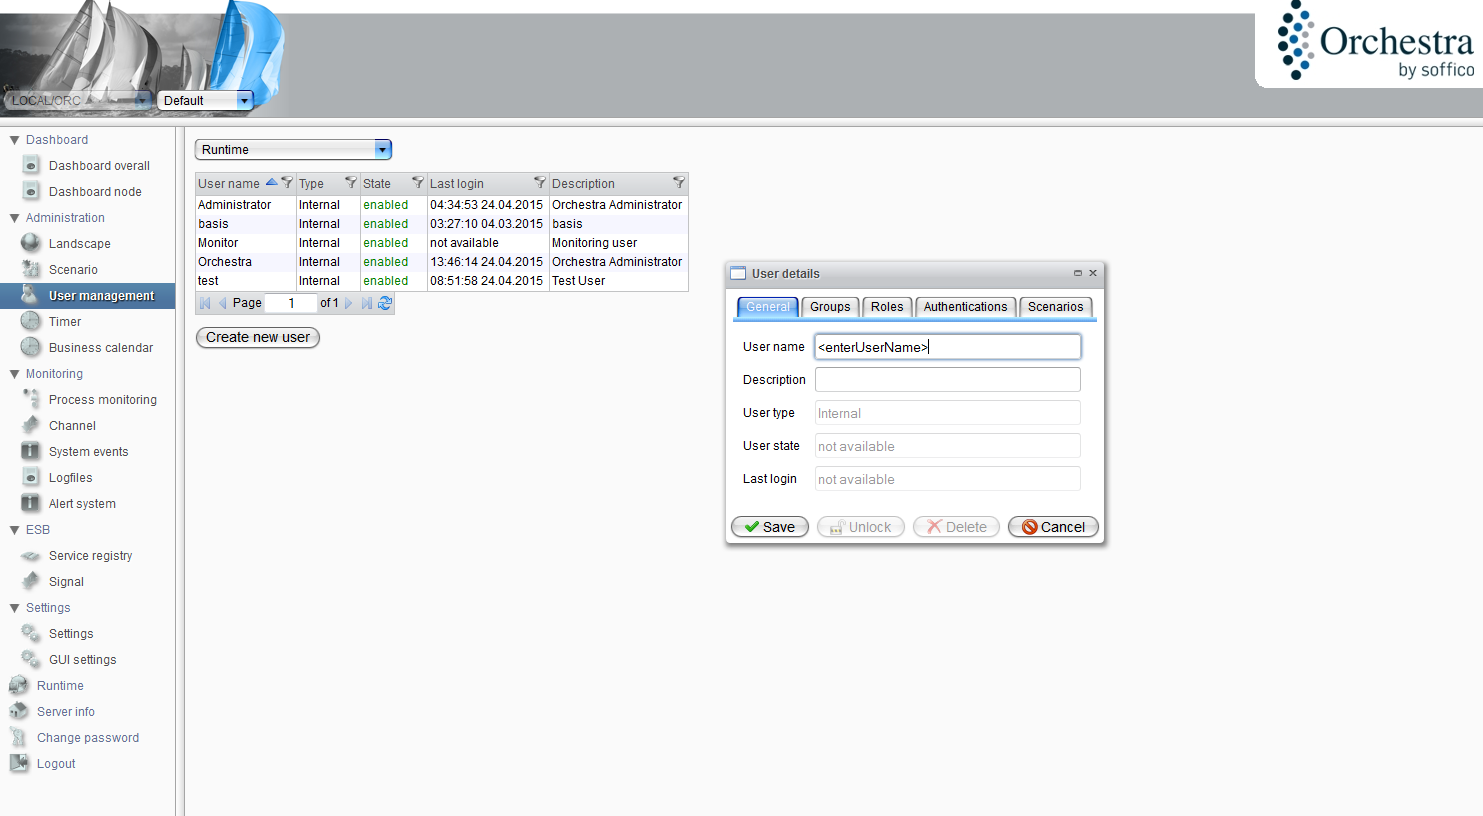 Orchestra
by soffico
LOCAL/ORC
Default
Dashboard
Dashboard overall
Dashboard node
Administration
Landscape
Scenario
User management
Timer
Business calendar
Monitoring
Process monitoring
Channel
System events
Logfiles
Alert system
ESB
Service registry
Signal
Settings
Settings
GUI settings
Runtime
Server info
Change password
Logout
Runtime
User name Type State Last login Description
Administrator Internal enabled 04:34:53 24.04.2015 Orchestra Administrator
basis Internal enabled 03:27:10 04.03.2015 basis
Monitor Internal enabled not available Monitoring user
Orchestra Internal enabled 13:46:14 24.04.2015 Orchestra Administrator
test Internal enabled 08:51:58 24.04.2015 Test User
Page 1 of 1
Create new user
User details
General Groups Roles Authentications Scenarios
User name <enterUserName>
Description
User type Internal
User state not available
Last login not available
Save Unlock Delete Cancel